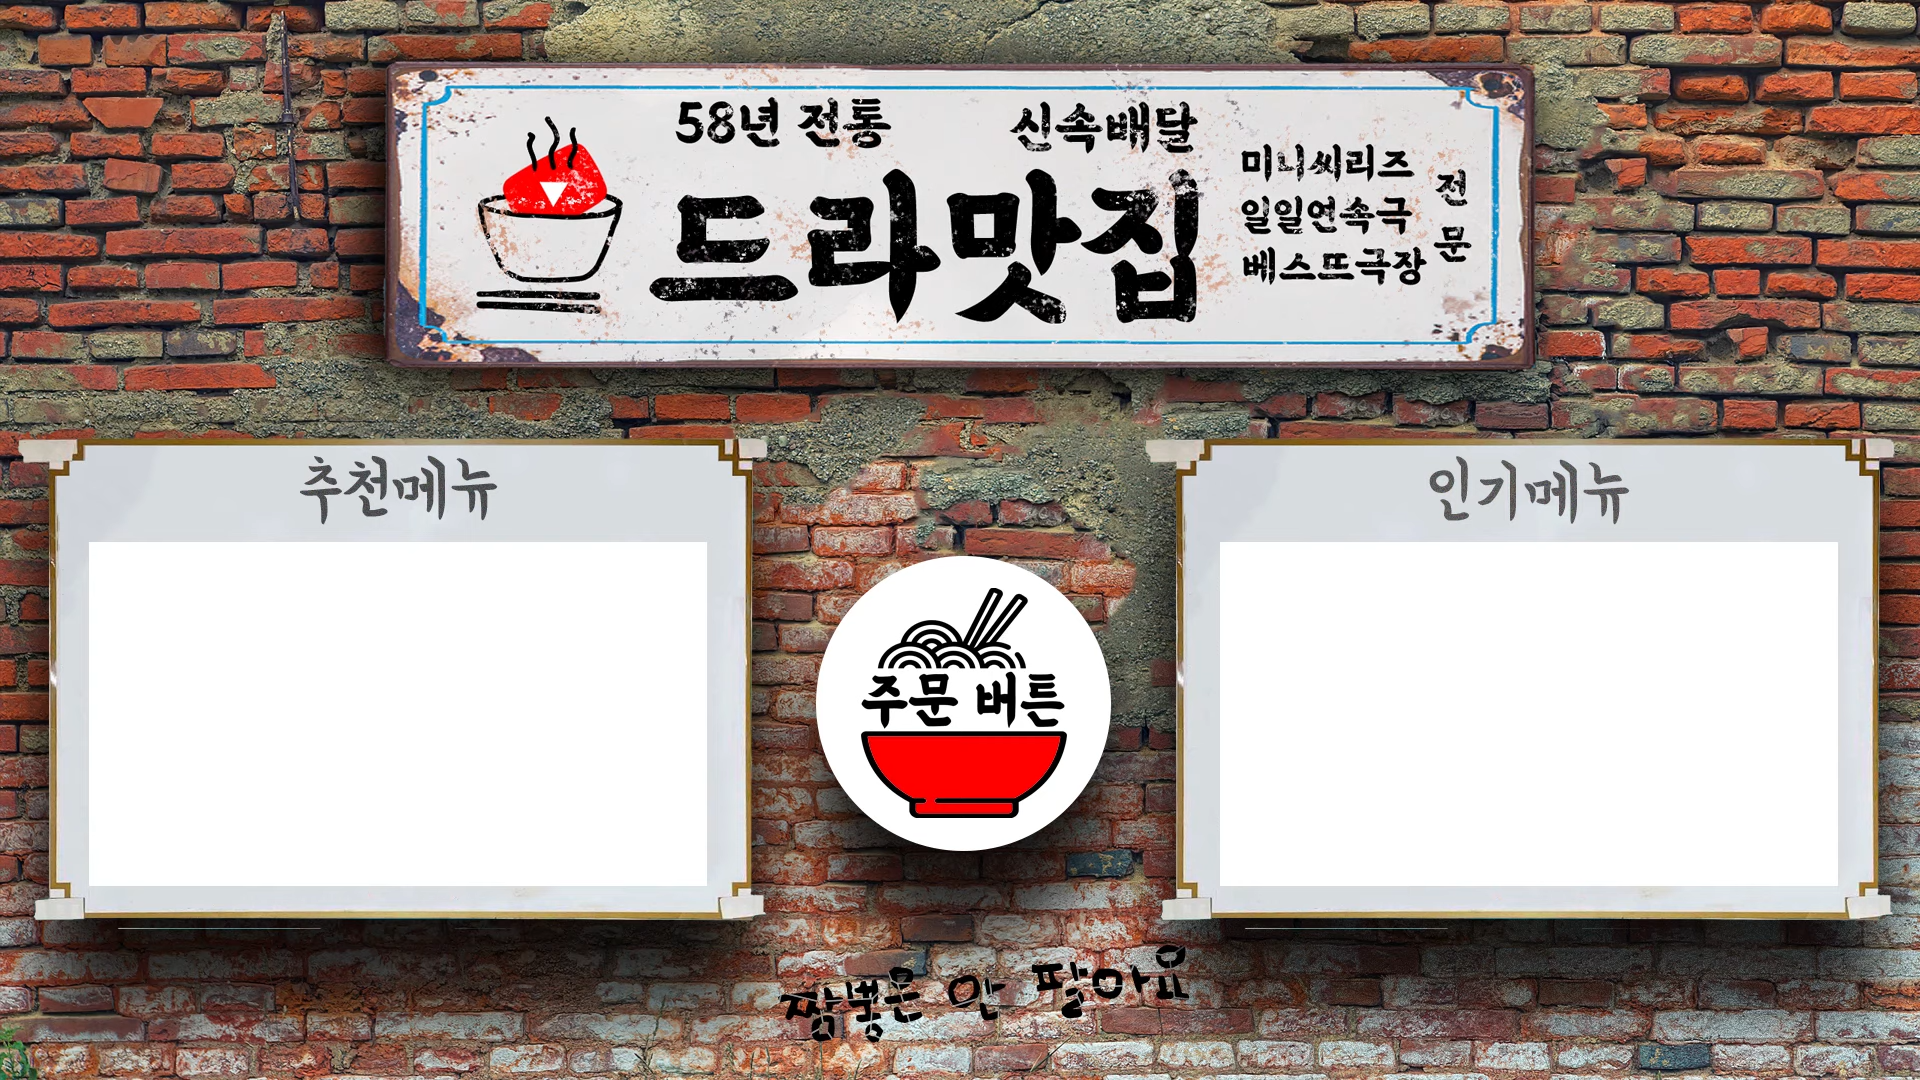 58년 전통 신속배달
드라맛집
미니씨리즈
일일연속극
베스뜨극장
전문
추천메뉴
인기메뉴
주문 버튼
짬뽕은 안 팔아요